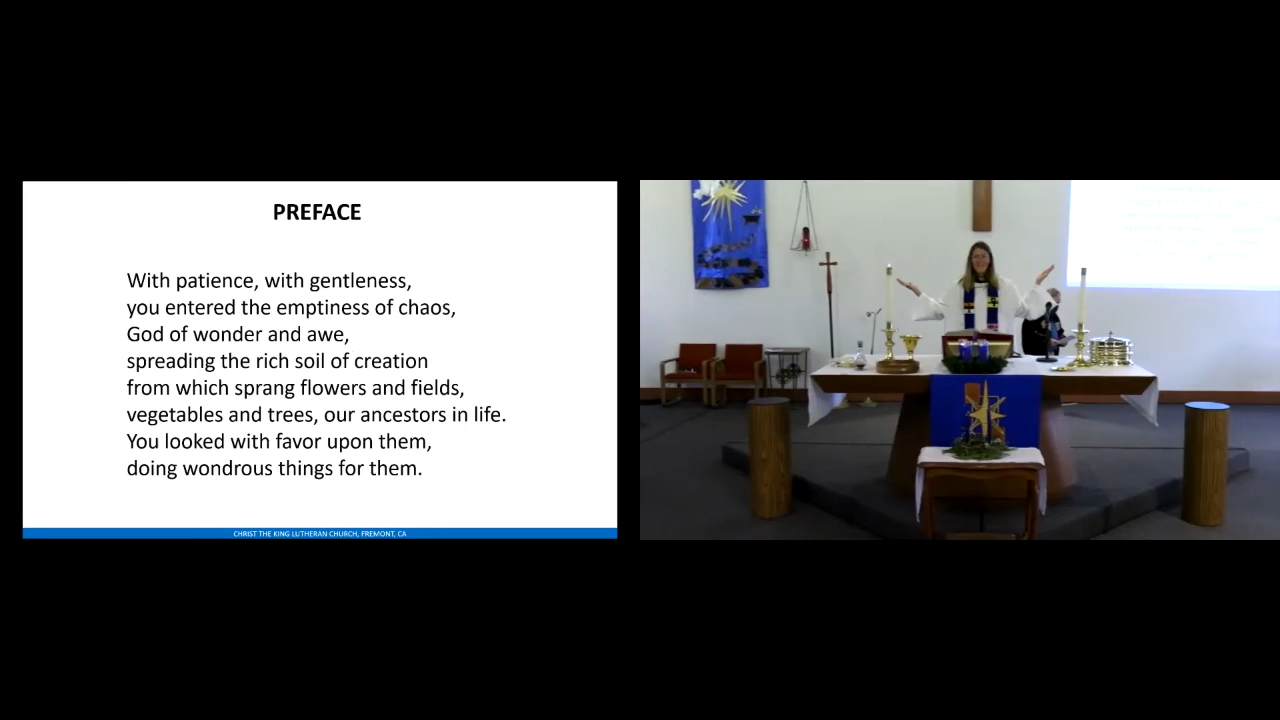 PREFACE
With patience, with gentleness,
you entered the emptiness of chaos,
God of wonder and awe,
spreading the rich soil of creation
from which sprang flowers and fields,
vegetables and trees, our ancestors in life.
You looked with favor upon them,
doing wondrous things for them.
CHRIST THE KING LUTHERAN CHURCH, FREMONT, CA